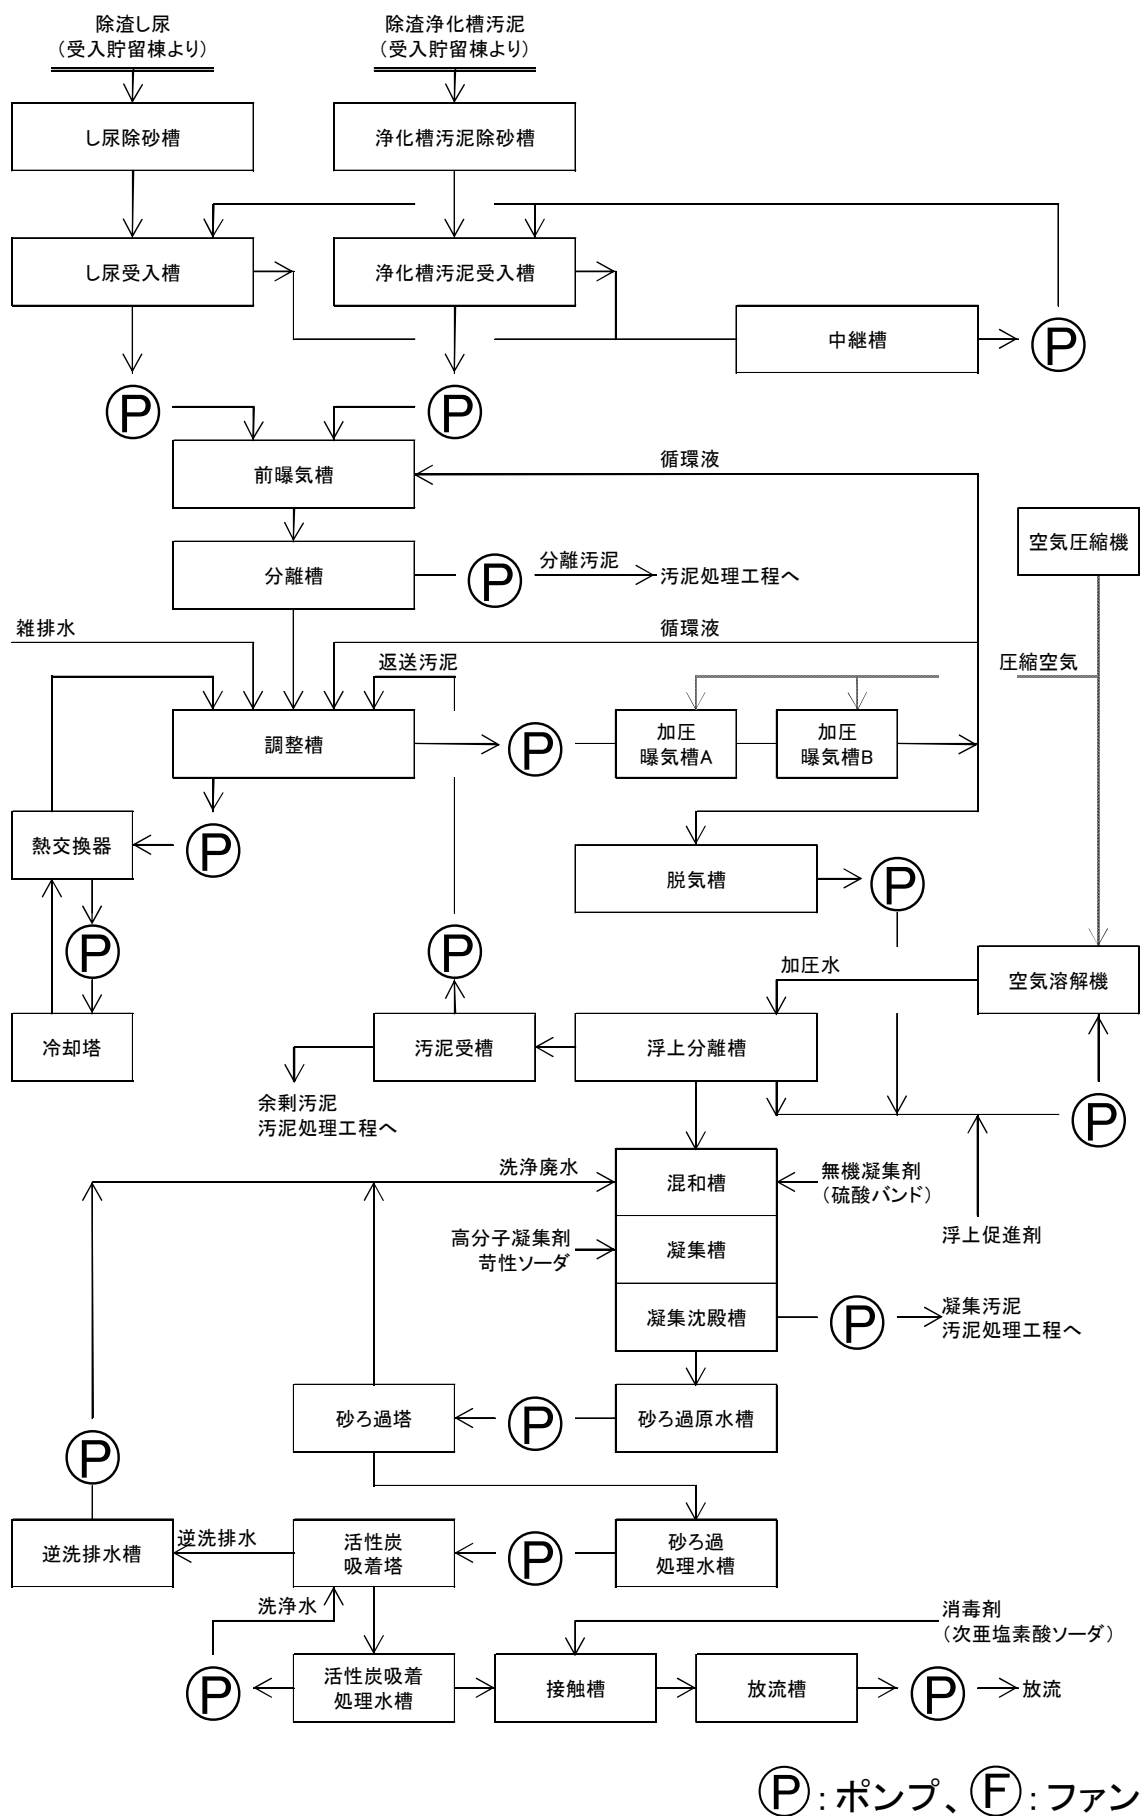 除渣し尿
（受入貯留棟より）
除渣浄化槽汚泥
（受入貯留棟より）
し尿除砂槽
浄化槽汚泥除砂槽
し尿受入槽
浄化槽汚泥受入槽
中継槽
P
P
P
前曝気槽
循環液
分離槽
P
分離汚泥
汚泥処理工程へ
空気圧縮機
雑排水
循環液
返送汚泥
圧縮空気
調整槽
P
加圧
曝気槽A
加圧
曝気槽B
熱交換器
P
脱気槽
P
P
P
加圧水
空気溶解機
冷却塔
汚泥受槽
浮上分離槽
余剰汚泥
汚泥処理工程へ
P
洗浄廃水
混和槽
無機凝集剤
（硫酸バンド）
高分子凝集剤
苛性ソーダ
凝集槽
浮上促進剤
凝集沈殿槽
P
凝集汚泥
汚泥処理工程へ
砂ろ過塔
P
砂ろ過原水槽
P
逆洗排水槽
逆洗排水
活性炭
吸着塔
P
砂ろ過
処理水槽
洗浄水
消毒剤
（次亜塩素酸ソーダ）
P
活性炭吸着
処理水槽
接触槽
放流槽
P
放流
P：ポンプ、F：ファン